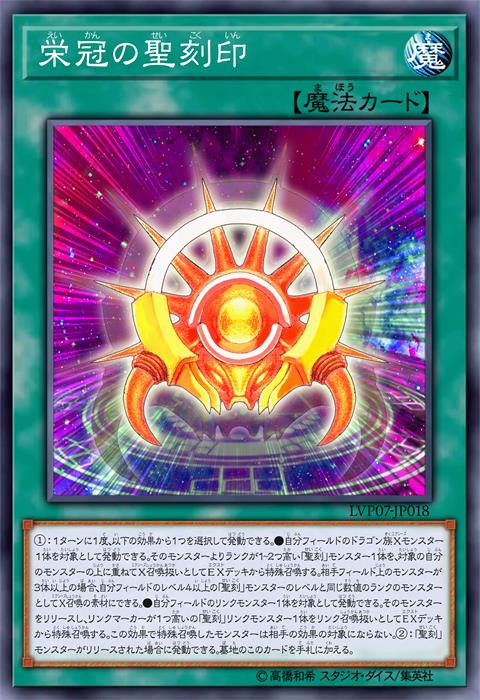 栄冠の聖刻印
えいかん せいこくいん
魔
【魔法カード】
まほう
LVP07-JP018
①：1ターンに1度、以下の効果から1つを選択して発動できる。●自分フィールドのドラゴン族Xモンスター
1体を対象として発動できる。そのモンスターよりランクが1-2つ高い「聖刻」モンスター1体を、対象の自分
のモンスターの上に重ねてX召喚扱いとしてEXデッキから特殊召喚する。相手フィールド上のモンスターが
3体以上の場合、自分フィールドのレベル4以上の「聖刻」モンスターのレベルと同じ数値のランクのモンスター
としてX召喚の素材にできる。●自分フィールドのリンクモンスター1体を対象として発動できる。そのモンスター
をリリースし、リンクマーカーが1つ高いの「聖刻」リンクモンスター1体をリンク召喚扱いとしてEXデッキ
から特殊召喚する。この効果で特殊召喚したモンスターは相手の効果の対象にならない。②：「聖刻」
モンスターがリリースされた場合に発動できる。墓地のこのカードを手札に加える。
©高橋和希 スタジオ・ダイス/集英社